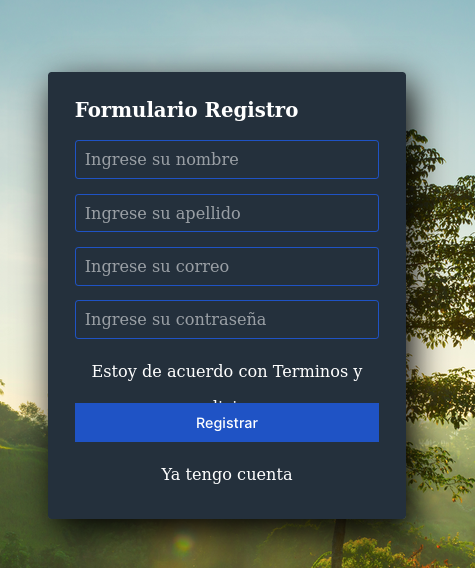 Formulario Registro
Ingrese su nombre
Ingrese su apellido
Ingrese su correo
Ingrese su contraseña
Estoy de acuerdo con Terminos y
Registrar
Ya tengo cuenta